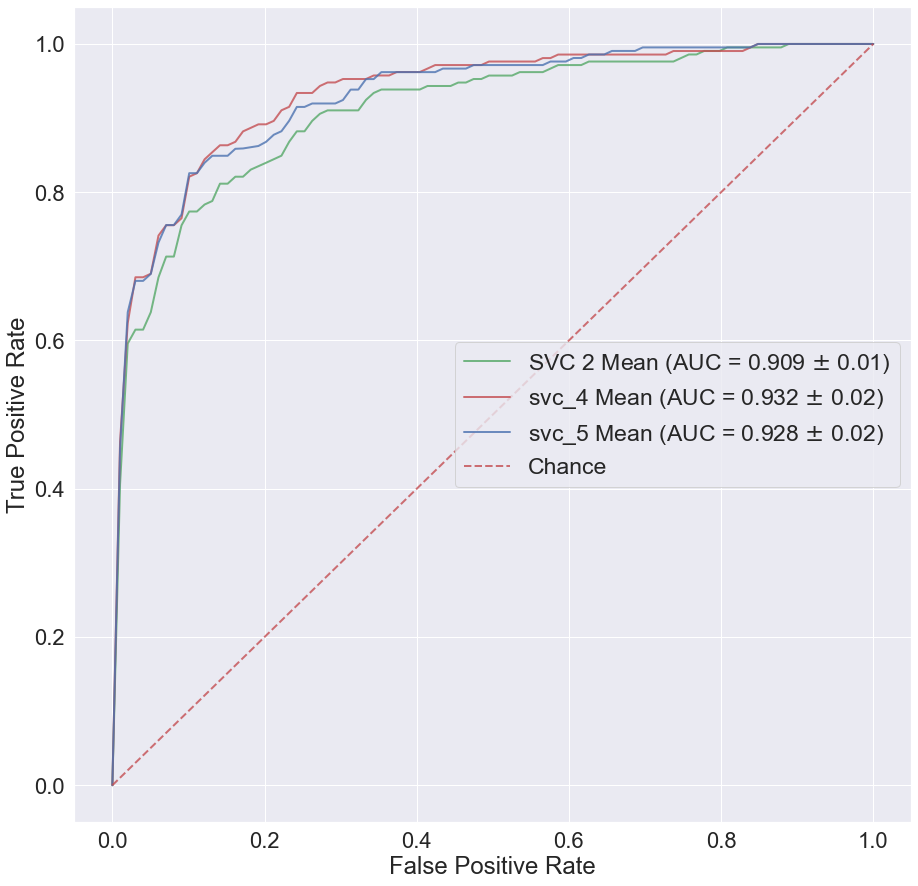 1.0
0.8
0.6
0.4
0.2
0.0
True Positive Rate
SVC 2 Mean (AUC = 0.909 ± 0.01)
svc_4 Mean (AUC = 0.932 ± 0.02)
svc_5 Mean (AUC = 0.928 ± 0.02)
Chance
0.0 0.2 0.4 0.6 0.8 1.0
False Positive Rate